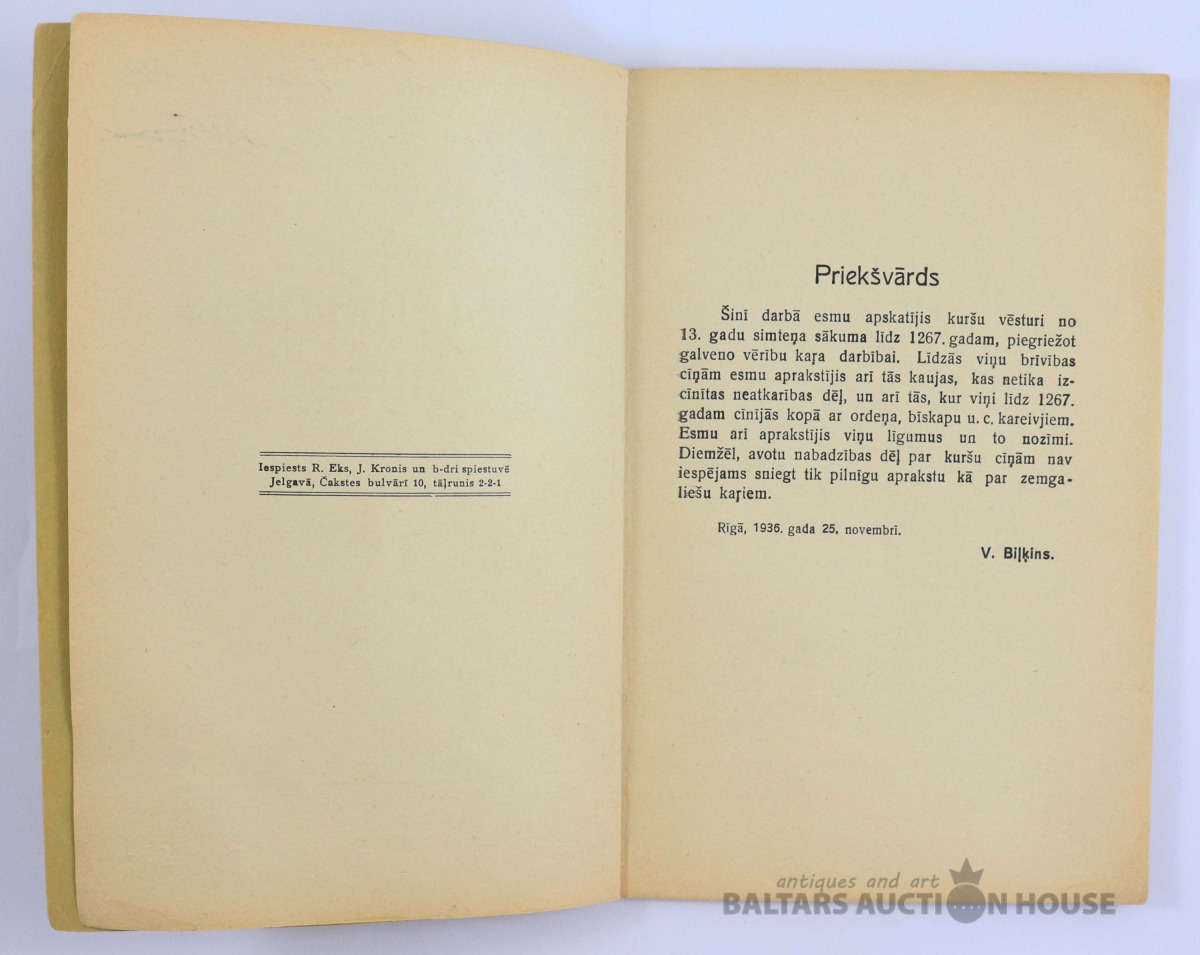 Iespiests R. Eks, J. Kronis un b-dri spiestuvē
Jelgavā, Čakstes bulvārī 10, tāļrunis 2-2-1
Priekšvārds
Šinī darbā esmu apskatījis kuršu vēsturi no
13. gadu simteņa sākuma līdz 1267. gadam, piegriežot
galveno vērību kaŗa darbībai. Līdzās viņu brīvības
cīņām esmu aprakstījis arī tās kaujas, kas netika iz-
cīnītas neatkarības dēļ, un arī tās, kur viņi līdz 1267.
gadam cīnījās kopā ar ordeņa, bīskapu u. c. kareivjiem.
Esmu arī aprakstījis viņu līgumus un to nozīmi.
Diemžēl, avotu nabadzības dēļ par kuršu cīņām nav
iespējams sniegt tik pilnīgu aprakstu kā par zemga-
liešu kaŗiem.
Rīgā, 1936. gada 25. novembrī.
V. Biļķins.
antiques and art
BALTARS AUCTION HOUSE